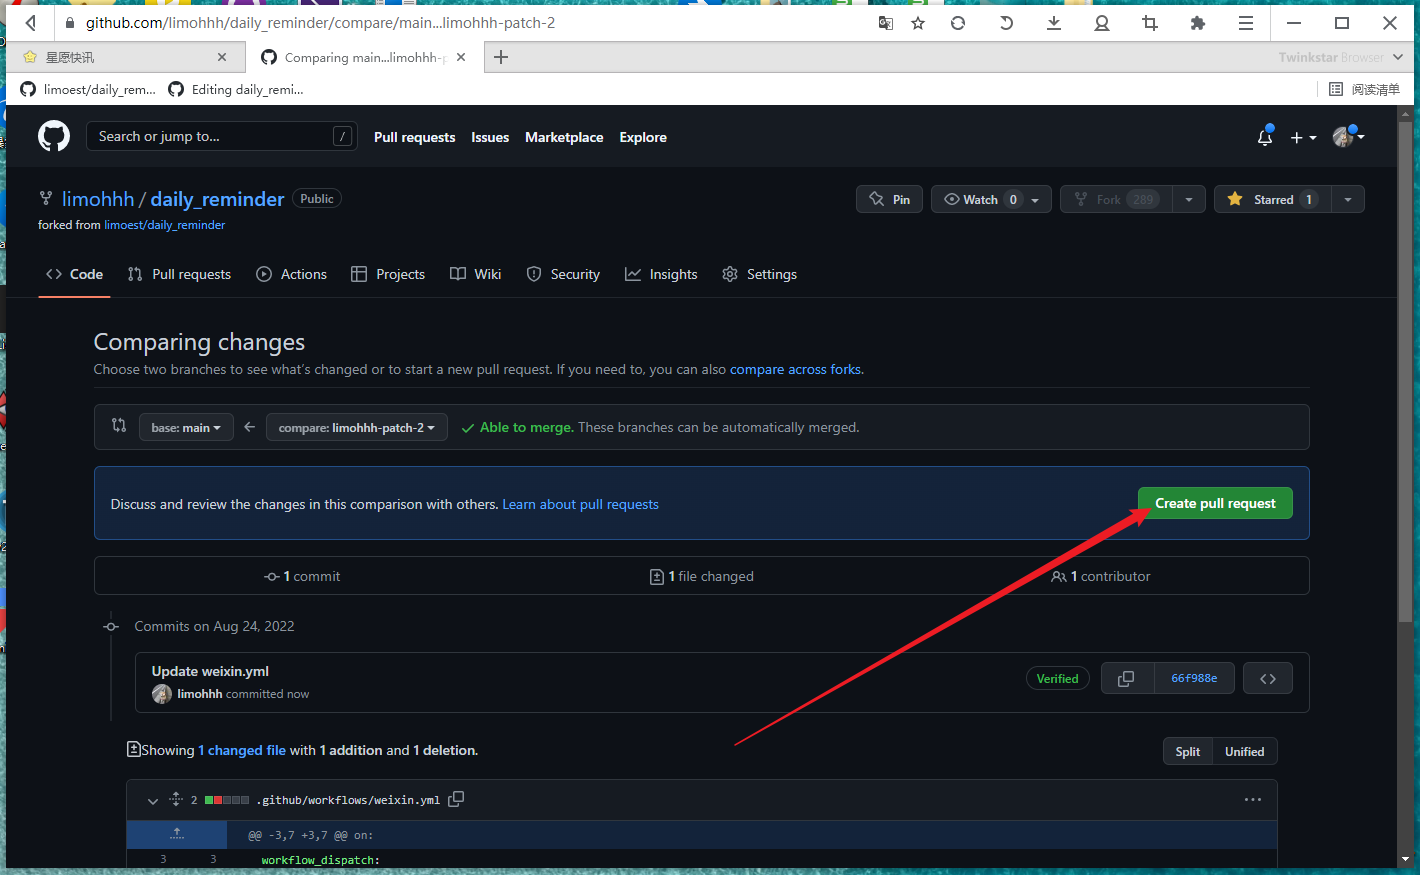 github.com/limohhh/daily_reminder/compare/main...limohhh-patch-2
星愿快讯
Comparing main...limohhh-p
Twinkstar Browser
limoest/daily_rem...
Editing daily_remi...
阅读清单
Search or jump to...
/
Pull requests
Issues
Marketplace
Explore
limohhh / daily_reminder
Public
Pin
Watch 0
Fork 289
Starred 1
forked from limoest/daily_reminder
Code
Pull requests
Actions
Projects
Wiki
Security
Insights
Settings
Comparing changes
Choose two branches to see what's changed or to start a new pull request. If you need to, you can also compare across forks.
base: main
compare: limohhh-patch-2
Able to merge. These branches can be automatically merged.
Discuss and review the changes in this comparison with others. Learn about pull requests
Create pull request
1 commit
1 file changed
1 contributor
Commits on Aug 24, 2022
Update weixin.yml
limohhh committed now
Verified
66f988e
Showing 1 changed file with 1 addition and 1 deletion.
Split
Unified
2
.github/workflows/weixin.yml
@@ -3,7 +3,7 @@ on:
3 3 workflow_dispatch: